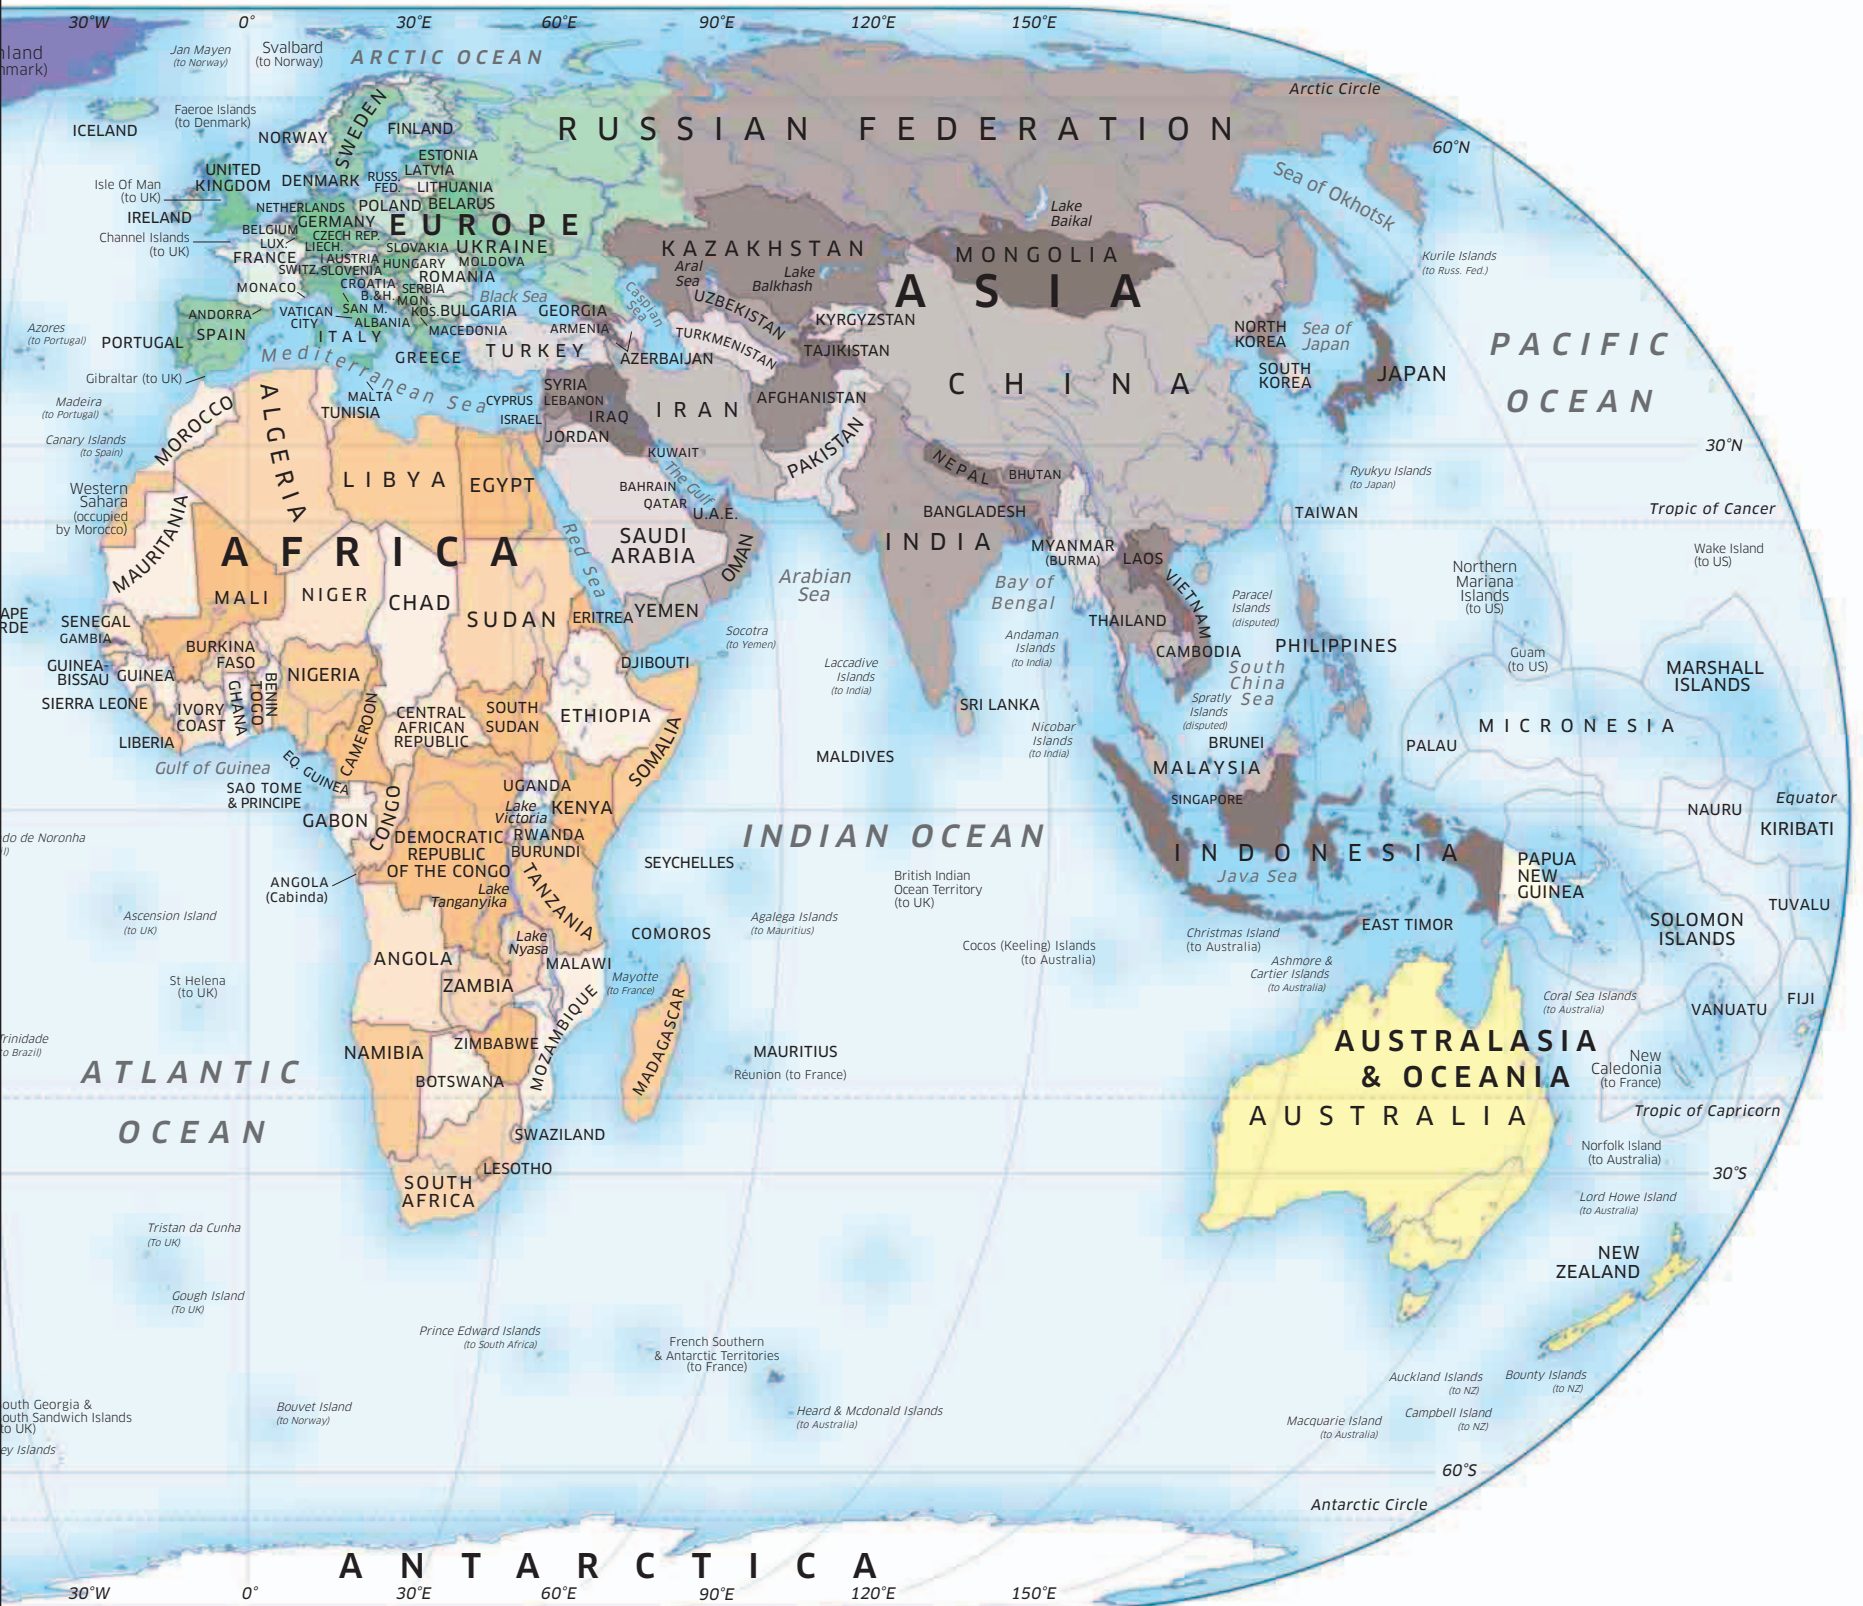 30°W
0°
30°E
60°E
90°E
120°E
150°E
nland
nmark)
Jan Mayen
(to Norway)
Svalbard
(to Norway)
ARCTIC OCEAN
Arctic Circle
ICELAND
Faeroe Islands
(to Denmark)
NORWAY
SWEDEN
FINLAND
RUSSIAN FEDERATION
60°N
ESTONIA
LATVIA
LITHUANIA
RUSS.
FED.
UNITED
KINGDOM
DENMARK
Isle Of Man
(to UK)
IRELAND
Channel Islands
(to UK)
NETHERLANDS
POLAND
BELARUS
BELGIUM
GERMANY
EUROPE
LUX.
CZECH REP.
LIECH.
SLOVAKIA
UKRAINE
FRANCE
AUSTRIA
HUNGARY
MOLDOVA
SWITZ.
SLOVENIA
ROMANIA
MONACO
CROATIA
SERBIA
B.&H.
MON.
ANDORRA
VATICAN
CITY
SAN M.
KOS.
BULGARIA
Black Sea
GEORGIA
Caspian
Sea
ALBANIA
MACEDONIA
ARMENIA
AZERBAIJAN
Azores
(to Portugal)
PORTUGAL
SPAIN
ITALY
GREECE
TURKEY
Mediterranean Sea
Gibraltar (to UK)
Madeira
(to Portugal)
Canary Islands
(to Spain)
MALTA
TUNISIA
CYPRUS
SYRIA
LEBANON
ISRAEL
IRAQ
JORDAN
KUWAIT
IRAN
KAZAKHSTAN
Aral
Sea
Lake
Balkhash
UZBEKISTAN
TURKMENISTAN
KYRGYZSTAN
TAJIKISTAN
AFGHANISTAN
PAKISTAN
Lake
Baikal
MONGOLIA
ASIA
CHINA
Sea of Okhotsk
Kurile Islands
(to Russ. Fed.)
NORTH
KOREA
SOUTH
KOREA
Sea of
Japan
JAPAN
PACIFIC
OCEAN
30°N
Ryukyu Islands
(to Japan)
TAIWAN
Tropic of Cancer
Wake Island
(to US)
MOROCCO
ALGERIA
LIBYA
EGYPT
Western
Sahara
(occupied
by Morocco)
MAURITANIA
AFRICA
MALI
NIGER
CHAD
SUDAN
Red Sea
ERITREA
The Gulf
BAHRAIN
QATAR
U.A.E.
SAUDI
ARABIA
OMAN
YEMEN
Arabian
Sea
Socotra
(to Yemen)
NEPAL
BHUTAN
BANGLADESH
INDIA
MYANMAR
(BURMA)
LAOS
VIETNAM
THAILAND
CAMBODIA
Bay of
Bengal
Andaman
Islands
(to India)
Laccadive
Islands
(to India)
SRI LANKA
Nicobar
Islands
(to India)
MALDIVES
Paracel
Islands
(disputed)
PHILIPPINES
South
China
Sea
Spratly
Islands
(disputed)
BRUNEI
MALAYSIA
SINGAPORE
Northern
Mariana
Islands
(to US)
Guam
(to US)
MARSHALL
ISLANDS
MICRONESIA
PALAU
NAURU
Equator
KIRIBATI
APE
RDE
SENEGAL
GAMBIA
GUINEA-
BISSAU
GUINEA
SIERRA LEONE
LIBERIA
BURKINA
FASO
IVORY
COAST
GHANA
TOGO
BENIN
NIGERIA
CAMEROON
Gulf of Guinea
EQ. GUINEA
SAO TOME
& PRINCIPE
GABON
CONGO
CENTRAL
AFRICAN
REPUBLIC
SOUTH
SUDAN
ETHIOPIA
DJIBOUTI
SOMALIA
UGANDA
KENYA
Lake
Victoria
RWANDA
BURUNDI
DEMOCRATIC
REPUBLIC
OF THE CONGO
Lake
Tanganyika
TANZANIA
ANGOLA
(Cabinda)
ANGOLA
ZAMBIA
Lake
Nyasa
MALAWI
MOZAMBIQUE
ZIMBABWE
NAMIBIA
BOTSWANA
SWAZILAND
LESOTHO
SOUTH
AFRICA
MADAGASCAR
COMOROS
Mayotte
(to France)
SEYCHELLES
INDIAN OCEAN
British Indian
Ocean Territory
(to UK)
Agalega Islands
(to Mauritius)
Cocos (Keeling) Islands
(to Australia)
MAURITIUS
Réunion (to France)
do de Noronha
il)
Ascension Island
(to UK)
St Helena
(to UK)
Trinidade
to Brazil)
ATLANTIC
OCEAN
Tristan da Cunha
(To UK)
Gough Island
(To UK)
INDONESIA
Java Sea
EAST TIMOR
PAPUA
NEW
GUINEA
Christmas Island
(to Australia)
Ashmore &
Cartier Islands
(to Australia)
SOLOMON
ISLANDS
TUVALU
Coral Sea Islands
(to Australia)
VANUATU
FIJI
New
Caledonia
(to France)
AUSTRALASIA
& OCEANIA
AUSTRALIA
Tropic of Capricorn
Norfolk Island
(to Australia)
30°S
Lord Howe Island
(to Australia)
NEW
ZEALAND
Prince Edward Islands
(to South Africa)
French Southern
& Antarctic Territories
(to France)
Heard & Mcdonald Islands
(to Australia)
Bouvet Island
(to Norway)
outh Georgia &
outh Sandwich Islands
to UK)
ey Islands
Auckland Islands
(to NZ)
Bounty Islands
(to NZ)
Campbell Island
(to NZ)
Macquarie Island
(to Australia)
60°S
Antarctic Circle
ANTARCTICA
30°W
0°
30°E
60°E
90°E
120°E
150°E